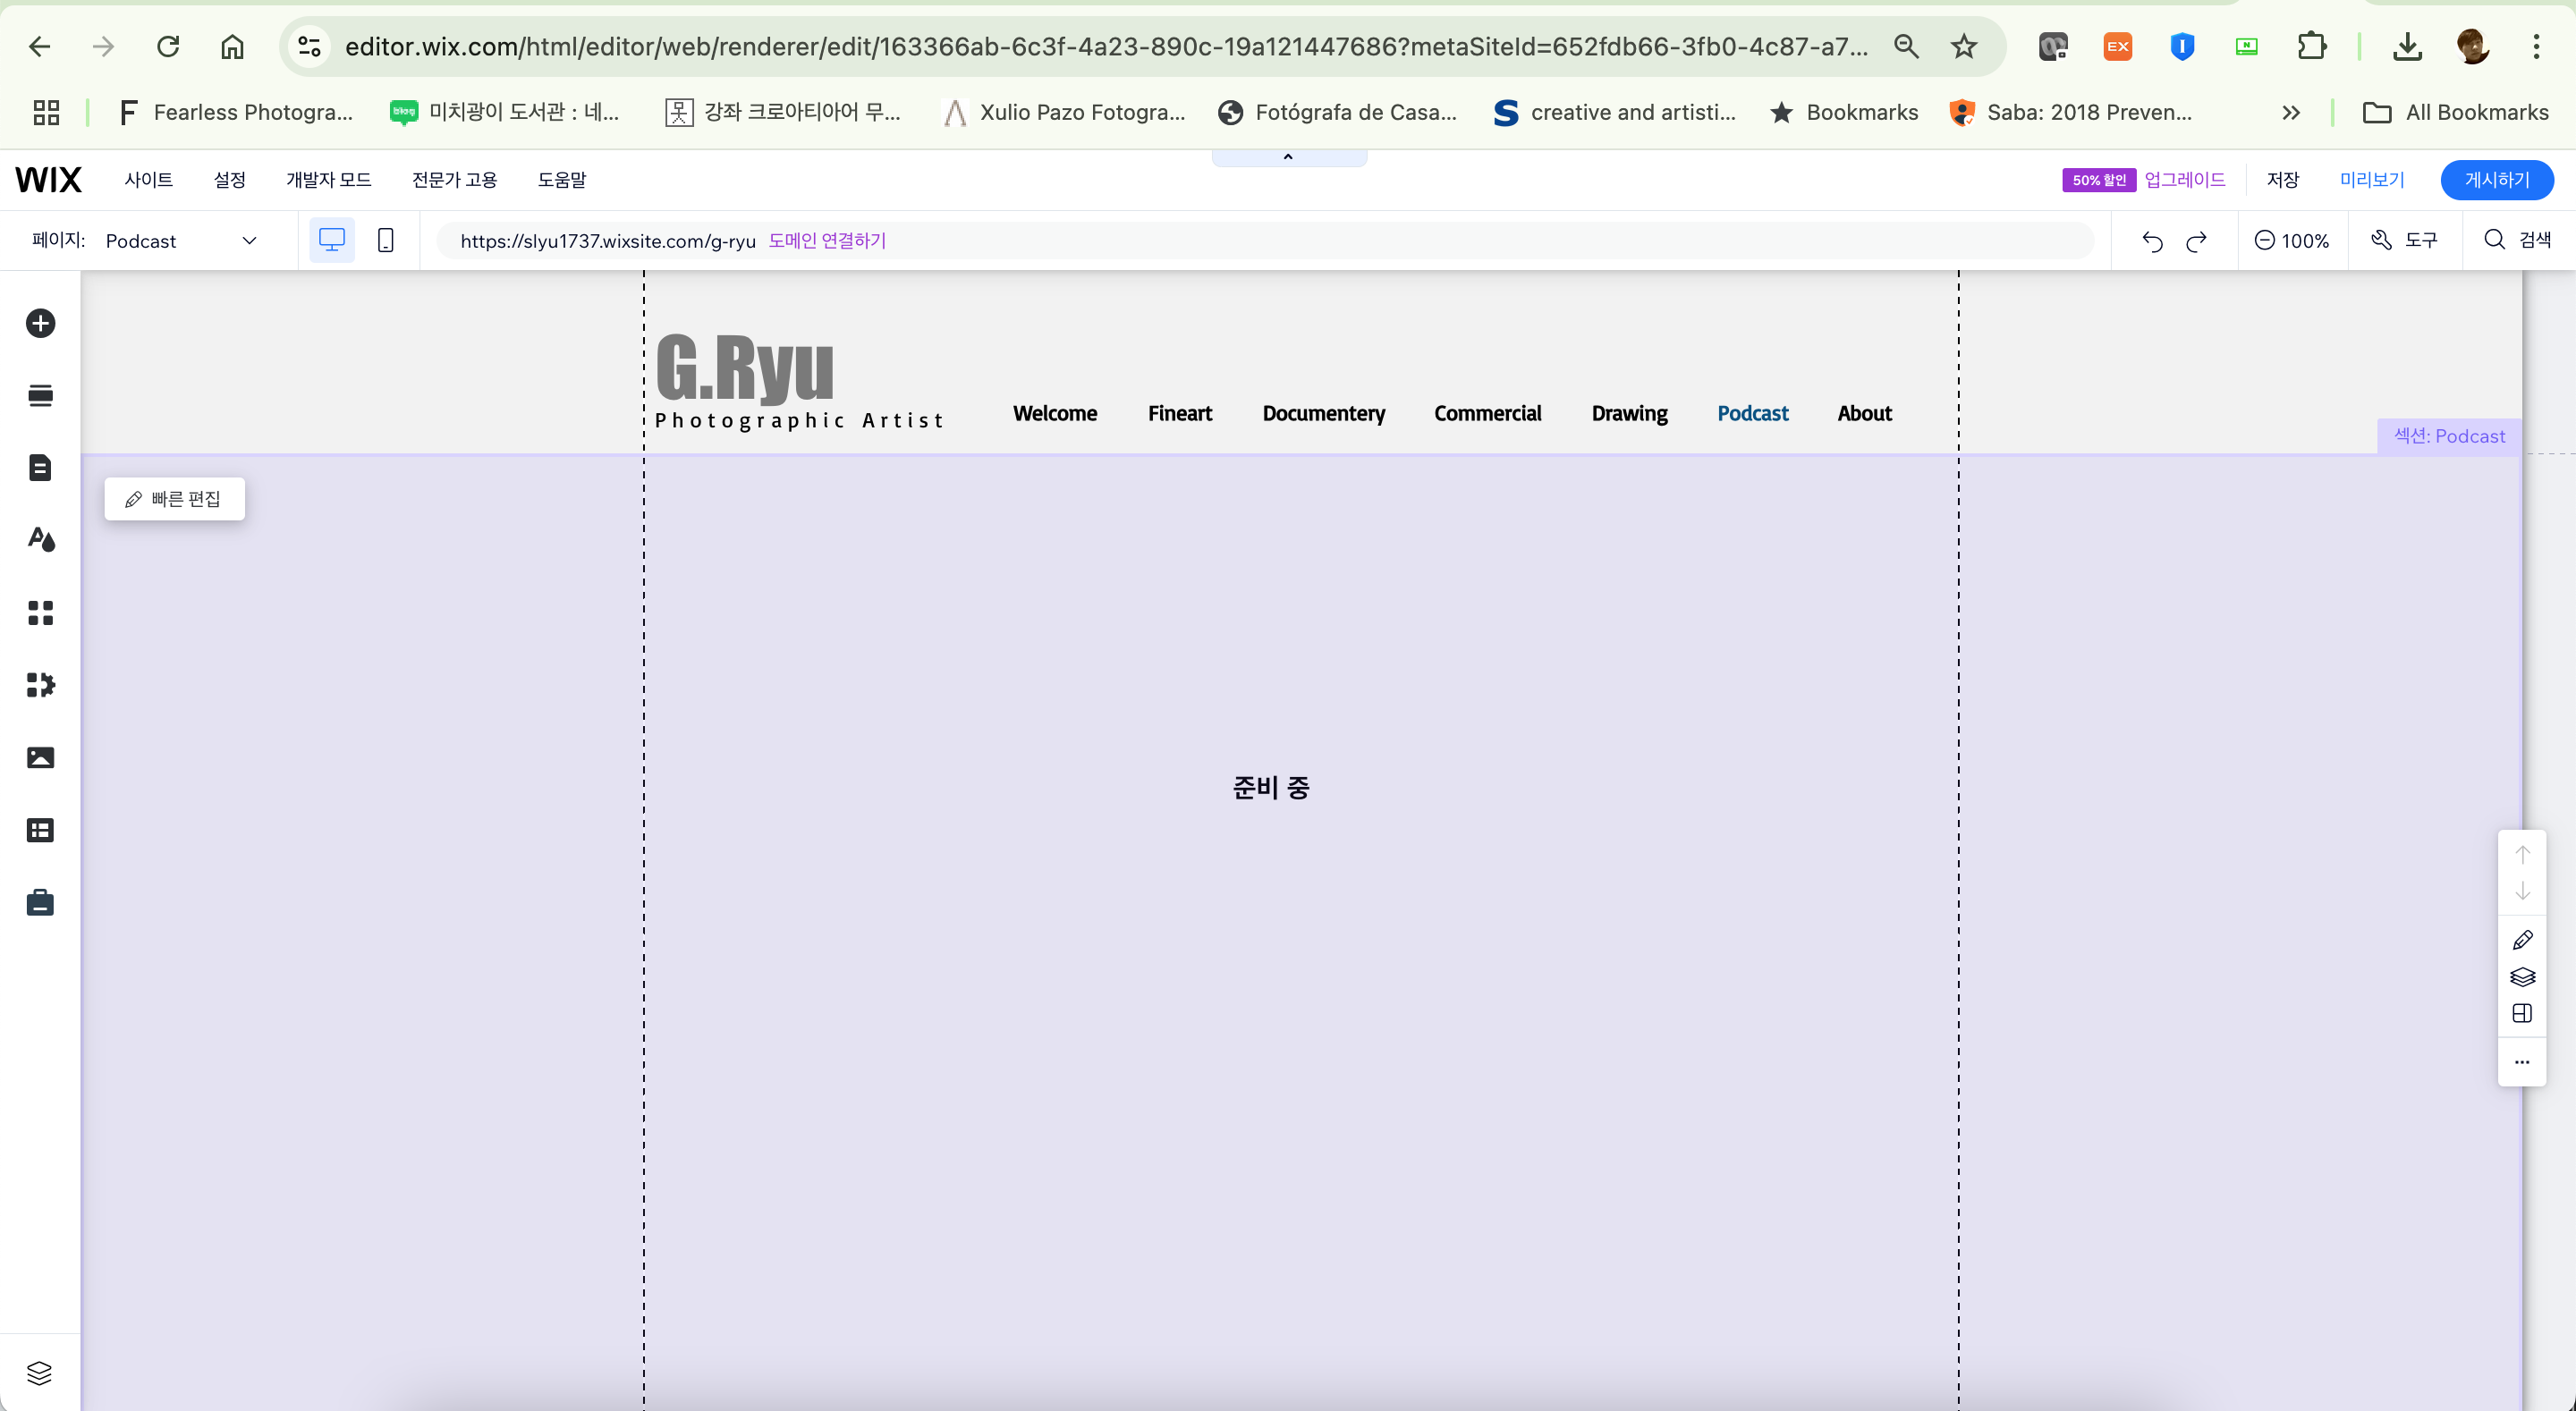 editor.wix.com/html/editor/web/renderer/edit/163366ab-6c3f-4a23-890c-19a121447686?metaSiteId=652fdb66-3fb0-4c87-a7...
EX
Fearless Photogra...
blog 미치광이 도서관 : 네...
강좌 크로아티아어 무...
Xulio Pazo Fotogra...
Fotógrafa de Casa...
creative and artisti...
Bookmarks
Saba: 2018 Preven...
All Bookmarks
WIX 사이트 설정 개발자 모드 전문가 고용 도움말
50% 할인 업그레이드 저장 미리보기 게시하기
페이지: Podcast
https://slyu1737.wixsite.com/g-ryu 도메인 연결하기
100% 도구 검색
G.Ryu
Photographic Artist
Welcome Fineart Documentery Commercial Drawing Podcast About
섹션: Podcast
빠른 편집
준비 중